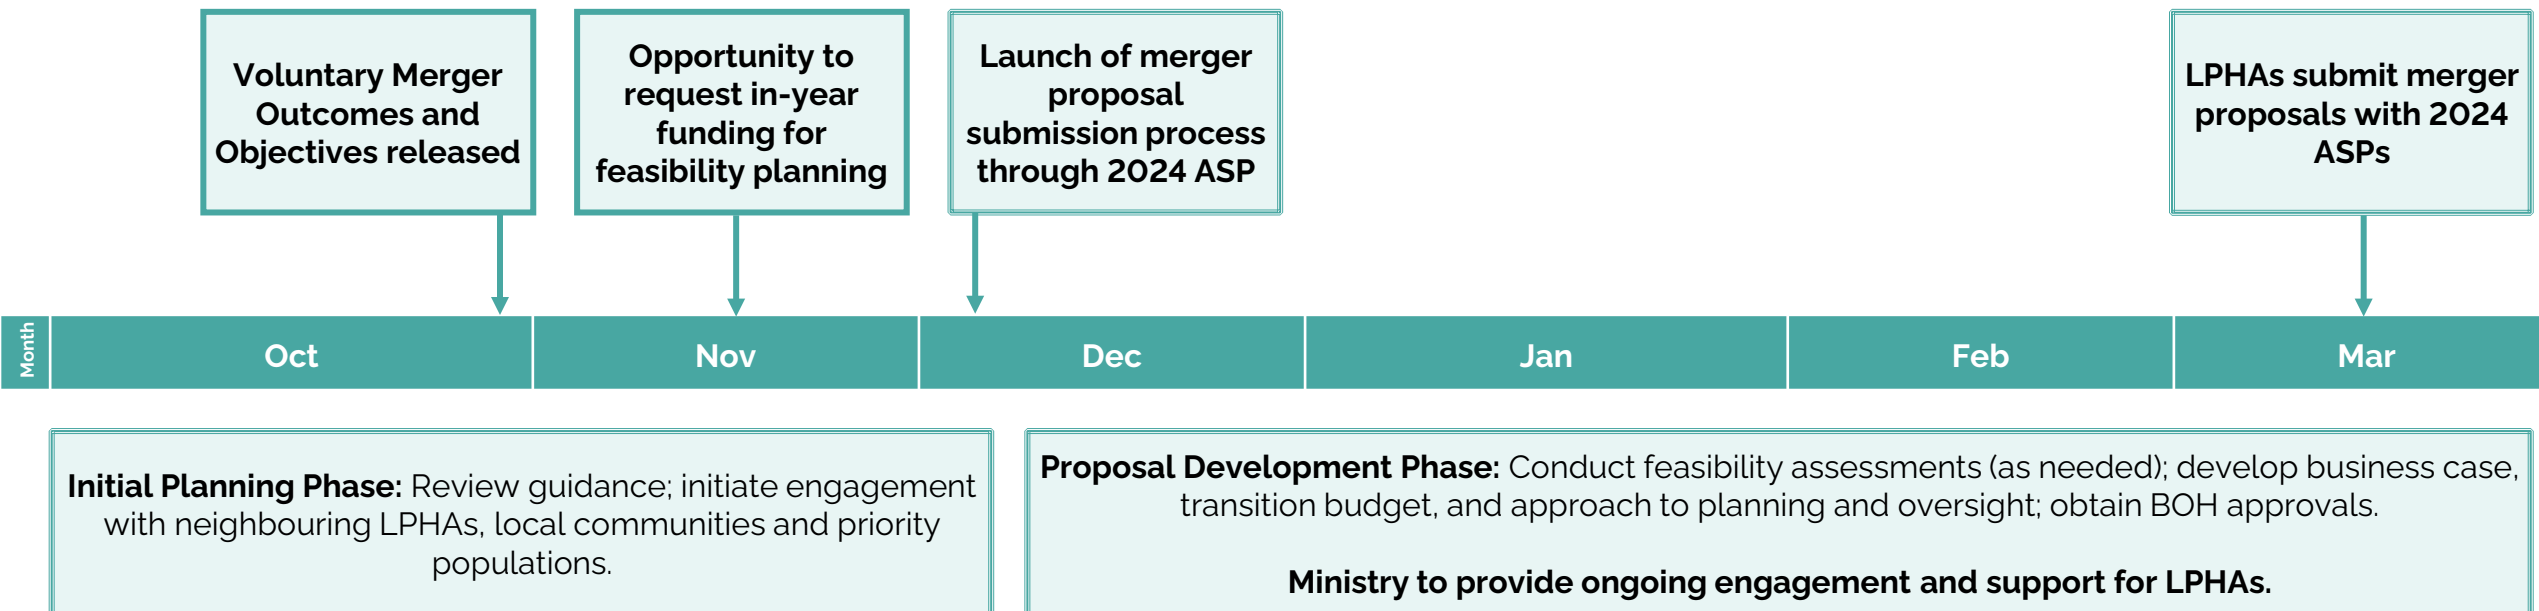 Voluntary Merger
Outcomes and
Objectives released
Opportunity to
request in-year
funding for
feasibility planning
Launch of merger
proposal
submission process
through 2024 ASP
LPHAs submit merger
proposals with 2024
ASPs
Month
Oct
Nov
Dec
Jan
Feb
Mar
Initial Planning Phase: Review guidance; initiate engagement
with neighbouring LPHAs, local communities and priority
populations.
Proposal Development Phase: Conduct feasibility assessments (as needed); develop business case,
transition budget, and approach to planning and oversight; obtain BOH approvals.
Ministry to provide ongoing engagement and support for LPHAs.